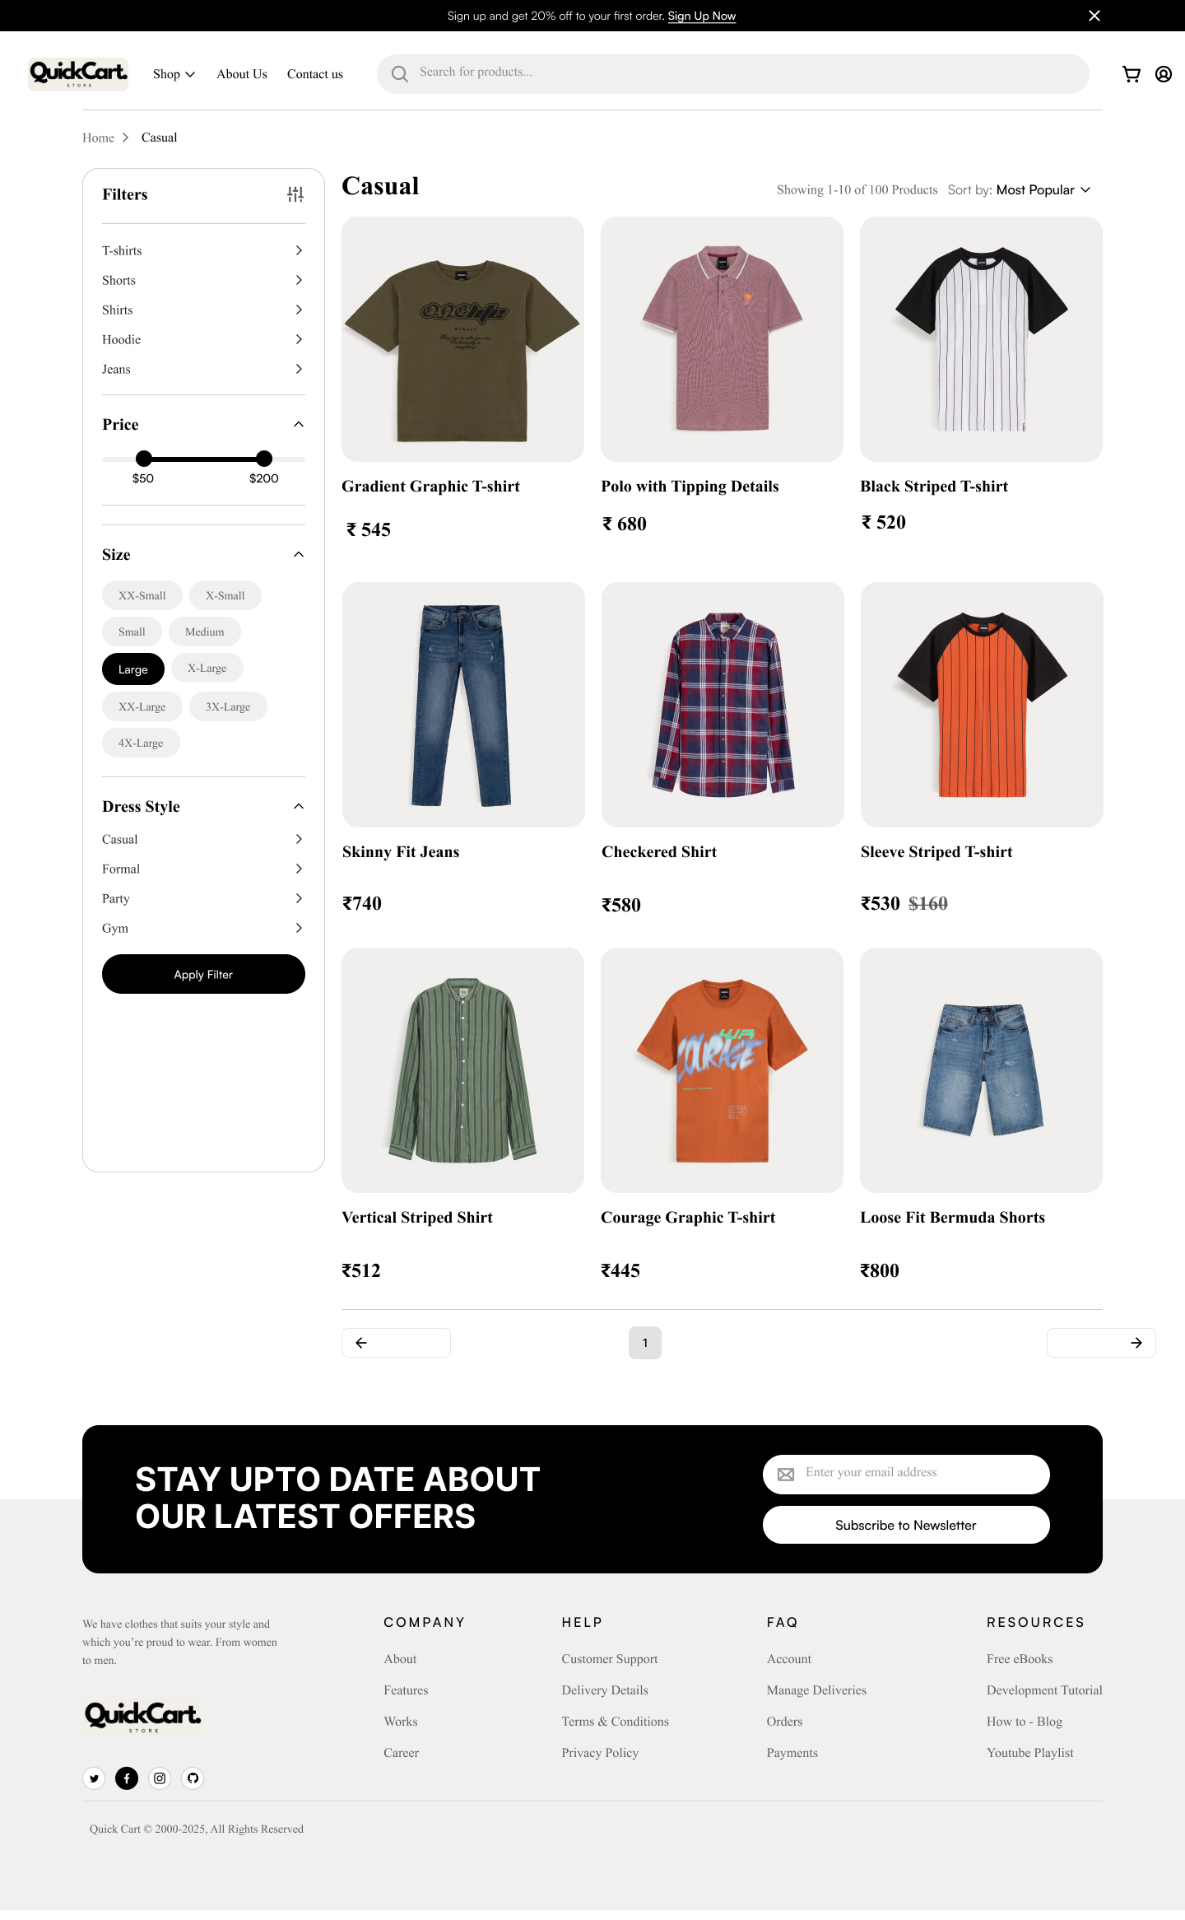 Sign up and get 20% off to your first order. Sign Up Now
QuickCart.
STORE
Shop
About Us
Contact us
Search for products...
Home
Casual
Filters
T-shirts
Shorts
Shirts
Hoodie
Jeans
Price
$50
$200
Size
XX-Small
X-Small
Small
Medium
Large
X-Large
XX-Large
3X-Large
4X-Large
Dress Style
Casual
Formal
Party
Gym
Apply Filter
Casual
Showing 1-10 of 100 Products
Sort by: Most Popular
ONE life
Gradient Graphic T-shirt
₹ 545
Polo with Tipping Details
₹ 680
Black Striped T-shirt
₹ 520
Skinny Fit Jeans
₹740
Checkered Shirt
₹580
Sleeve Striped T-shirt
₹530 $160
Vertical Striped Shirt
₹512
COURAGE
Courage Graphic T-shirt
₹445
Loose Fit Bermuda Shorts
₹800
1
STAY UPTO DATE ABOUT
OUR LATEST OFFERS
Enter your email address
Subscribe to Newsletter
We have clothes that suits your style and
which you’re proud to wear. From women
to men.
QuickCart.
STORE
COMPANY
About
Features
Works
Career
HELP
Customer Support
Delivery Details
Terms & Conditions
Privacy Policy
FAQ
Account
Manage Deliveries
Orders
Payments
RESOURCES
Free eBooks
Development Tutorial
How to - Blog
Youtube Playlist
Quick Cart © 2000-2025, All Rights Reserved